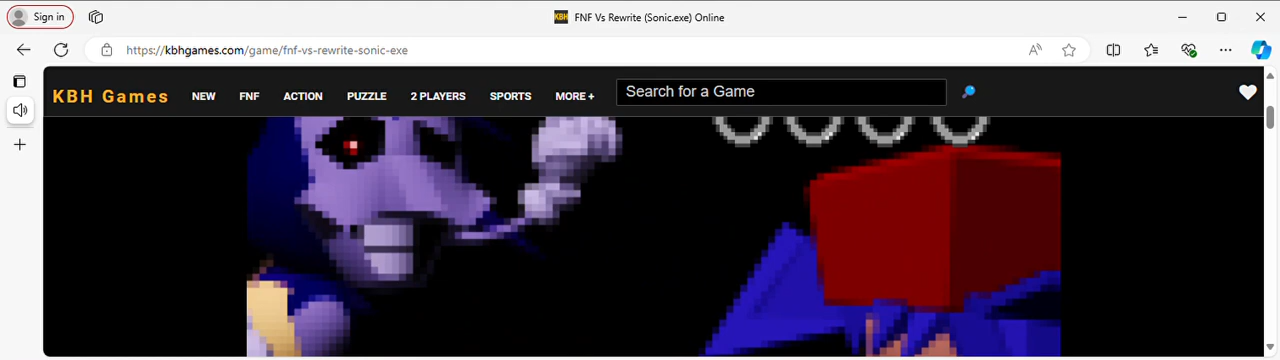 Sign in
KBH FNF Vs Rewrite (Sonic.exe) Online
https://kbhgames.com/game/fnf-vs-rewrite-sonic-exe
KBH Games NEW FNF ACTION PUZZLE 2 PLAYERS SPORTS MORE + Search for a Game